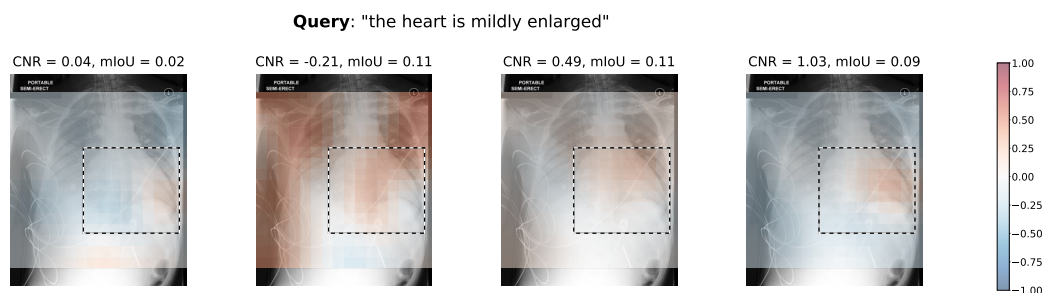 Query: "the heart is mildly enlarged"
CNR = 0.04, mIoU = 0.02
CNR = -0.21, mIoU = 0.11
CNR = 0.49, mIoU = 0.11
CNR = 1.03, mIoU = 0.09
PORTABLE
SEMI-ERECT
PORTABLE
SEMI-ERECT
PORTABLE
SEMI-ERECT
PORTABLE
SEMI-ERECT
1.00
0.75
0.50
0.25
0.00
−0.25
−0.50
−0.75
−1.00